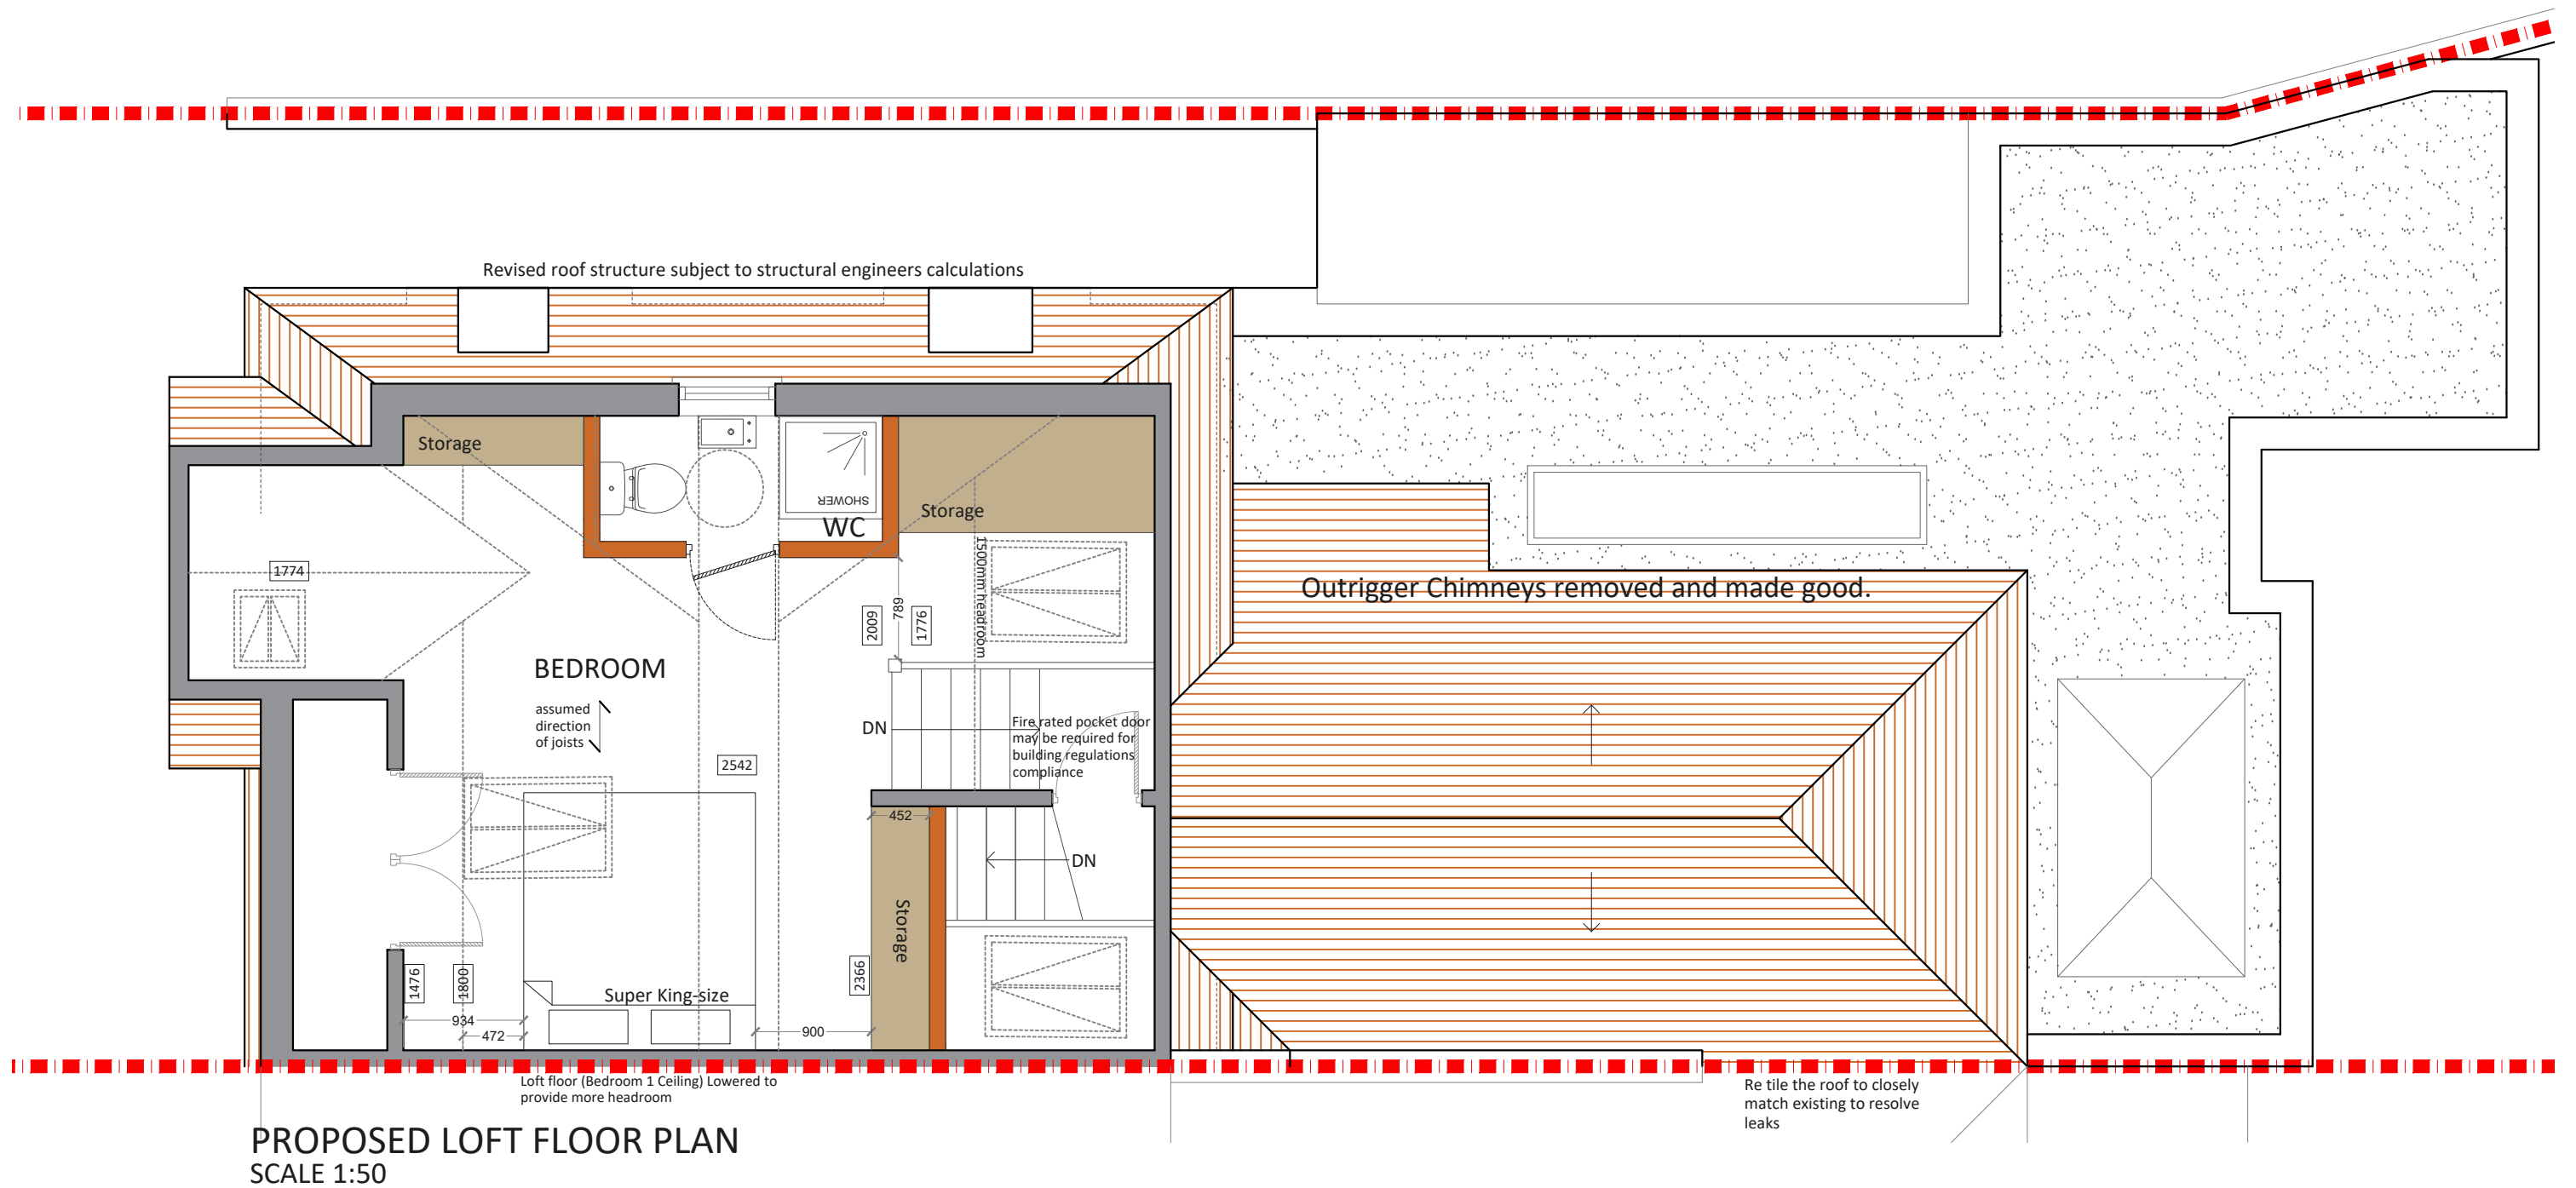 Revised roof structure subject to structural engineers calculations
Storage
SHOWER
WC
Storage
1500mm headroom
1774
Outrigger Chimneys removed and made good.
789
2009
1776
BEDROOM
assumed
direction
of joists
DN
Fire rated pocket door
may be required for
building regulations
compliance
2542
452
DN
Storage
1476
1800
2366
Super King-size
934
472
900
Loft floor (Bedroom 1 Ceiling) Lowered to
provide more headroom
Re tile the roof to closely
match existing to resolve
leaks
PROPOSED LOFT FLOOR PLAN
SCALE 1:50